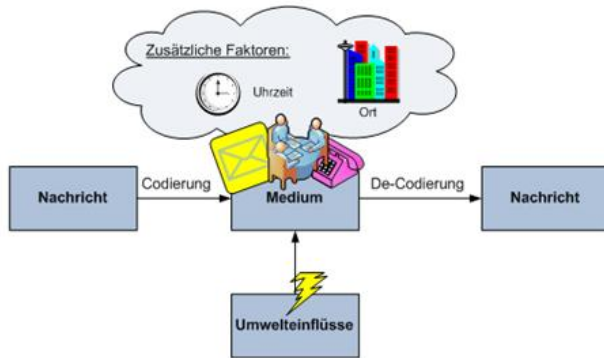 Zusätzliche Faktoren:
Uhrzeit
Ort
Codierung
De-Codierung
Nachricht
Medium
Nachricht
Umwelteinflüsse